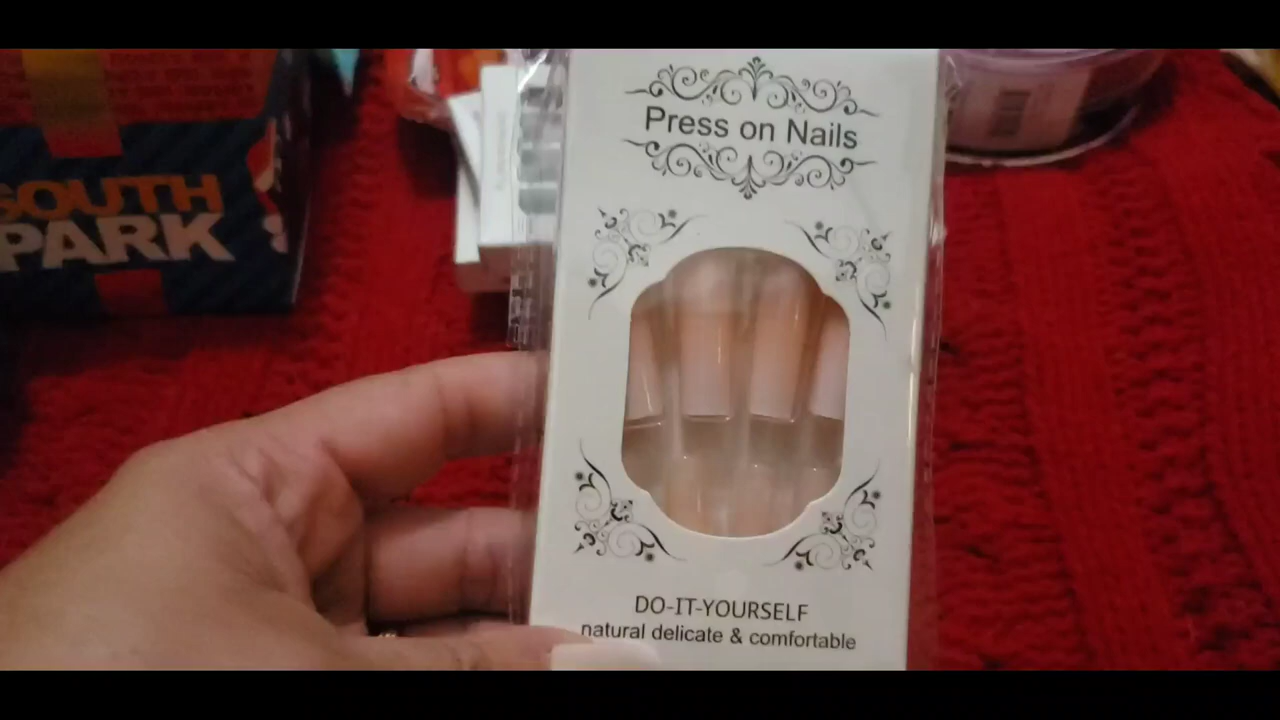 Press on Nails
SOUTH
PARK
DO-IT-YOURSELF
natural delicate & comfortable